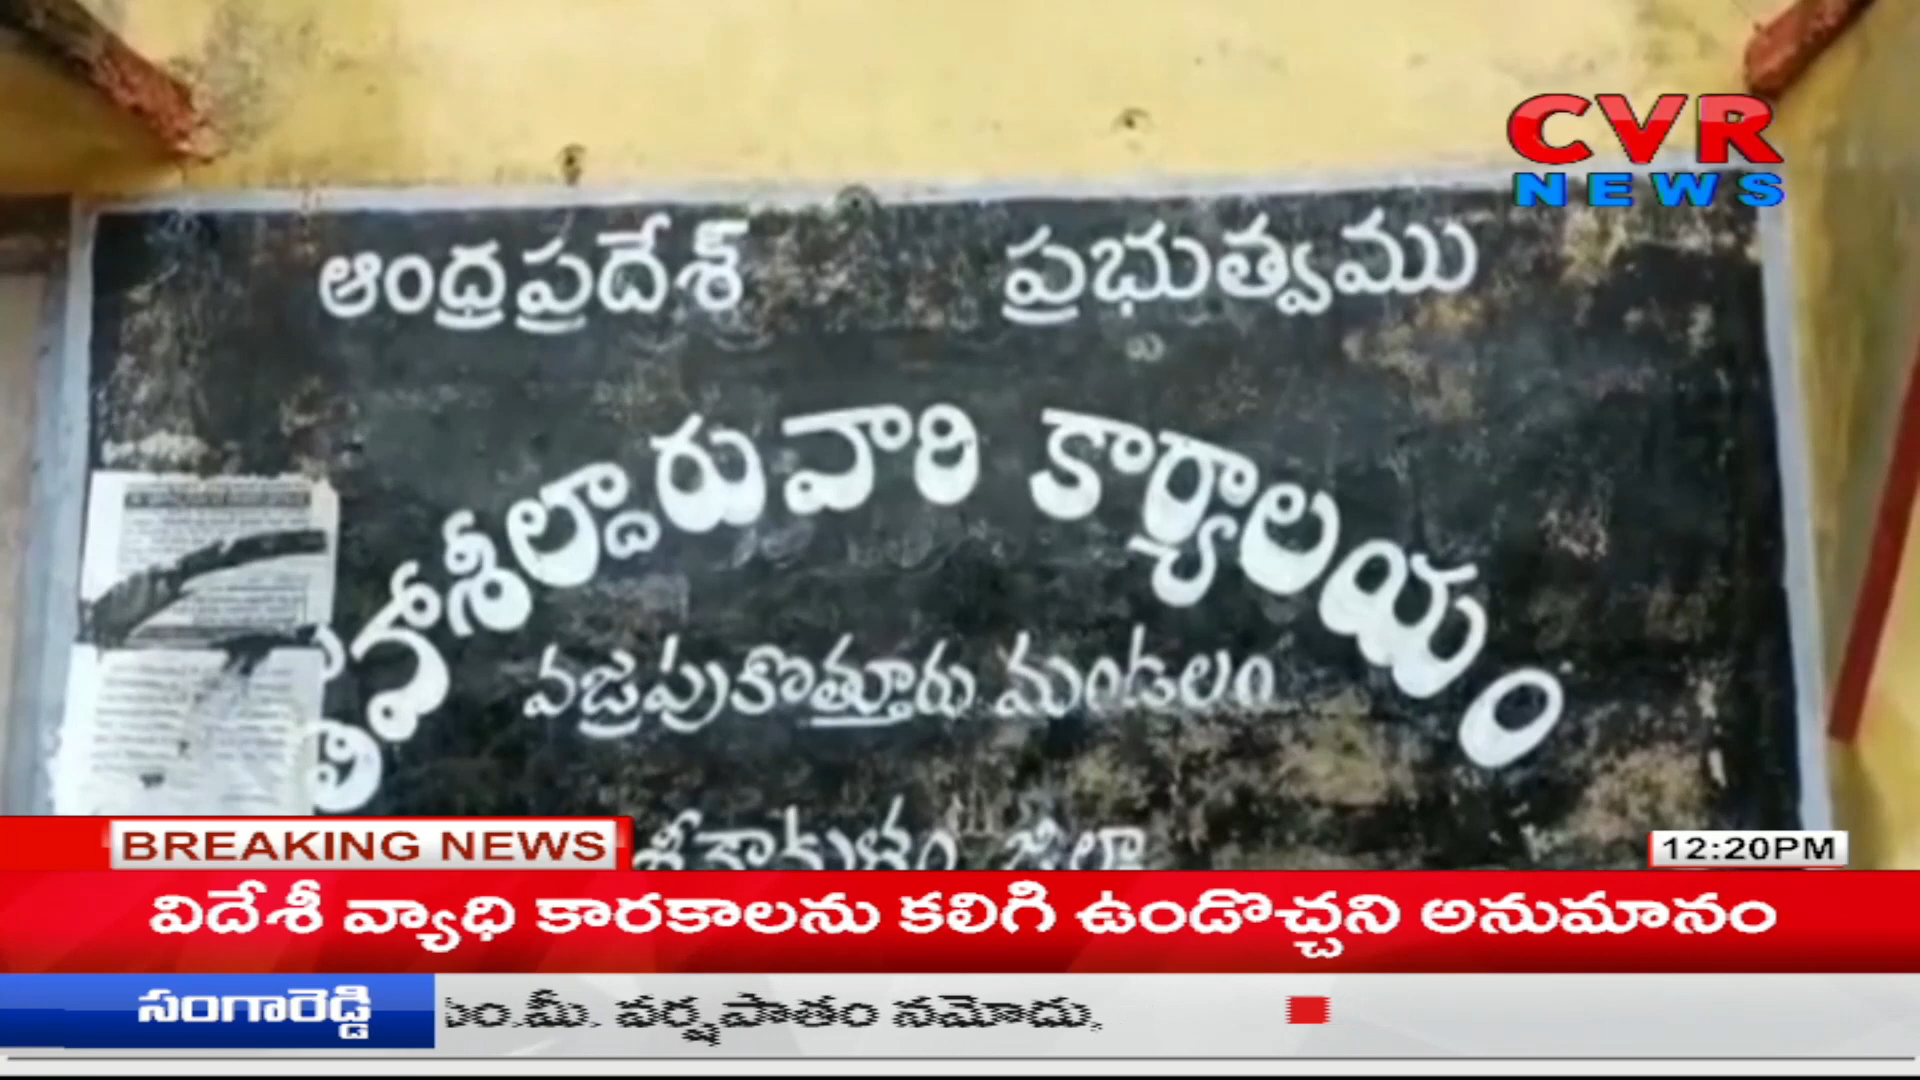 CVR
NEWS
ఆంధ్రప్రదేశ్ ప్రభుత్వము
తహాశీల్దారువారి కార్యాలయం
వజ్రపుకొత్తూరు మండలం
శ్రీకాకుళం జిల్లా
BREAKING NEWS
12:20PM
విదేశీ వ్యాధి కారకాలను కలిగి ఉండొచ్చని అనుమానం
సంగారెడ్డి
సెం.మీ. వర్షపాతం నమోదు,